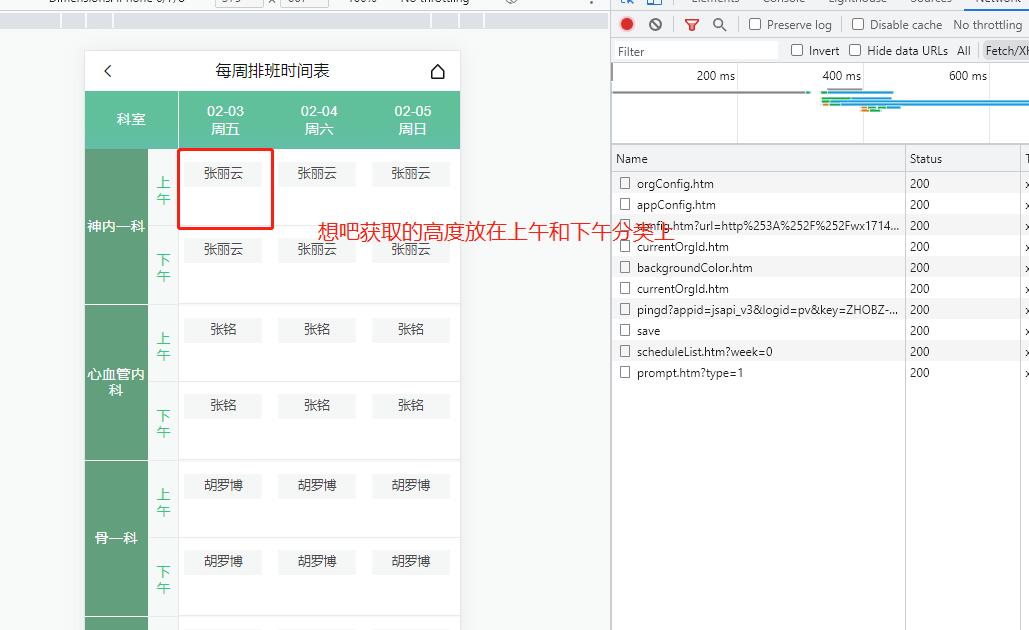 Dimensions: iPhone 6/7/8
375
x
667
100%
No throttling
Elements
Console
Lighthouse
Sources
Network
Preserve log
Disable cache
No throttling
Filter
Invert
Hide data URLs
All
Fetch/XH
200 ms
400 ms
600 ms
Name
Status
orgConfig.htm 200
appConfig.htm 200
config.htm?url=http%253A%252F%252Fwx1714... 200
currentOrgId.htm 200
backgroundColor.htm 200
currentOrgId.htm 200
pingd?appid=jsapi_v3&logid=pv&key=ZHOBZ-... 200
save 200
scheduleList.htm?week=0 200
prompt.htm?type=1 200
每周排班时间表
科室
02-03
周五
02-04
周六
02-05
周日
神内一科
上午
张丽云 张丽云 张丽云
想吧获取的高度放在上午和下午分类上
下午
张丽云 张丽云 张丽云
心血管内科
上午
张铭 张铭 张铭
下午
张铭 张铭 张铭
骨一科
上午
胡罗博 胡罗博 胡罗博
下午
胡罗博 胡罗博 胡罗博